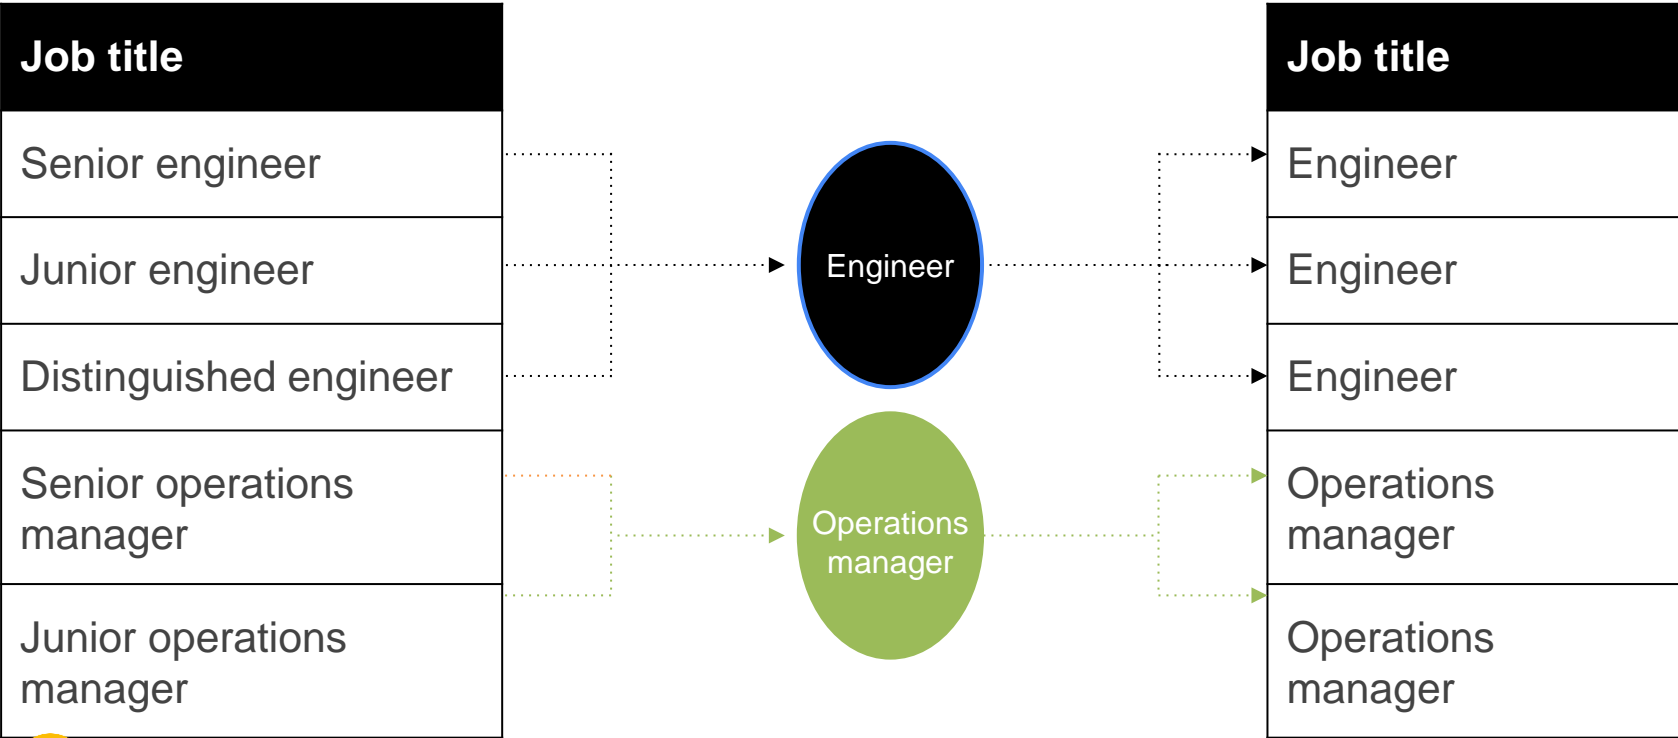 Job title
Senior engineer
Junior engineer
Distinguished engineer
Senior operations
manager
Junior operations
manager
Engineer
Operations
manager
Job title
Engineer
Engineer
Engineer
Operations
manager
Operations
manager